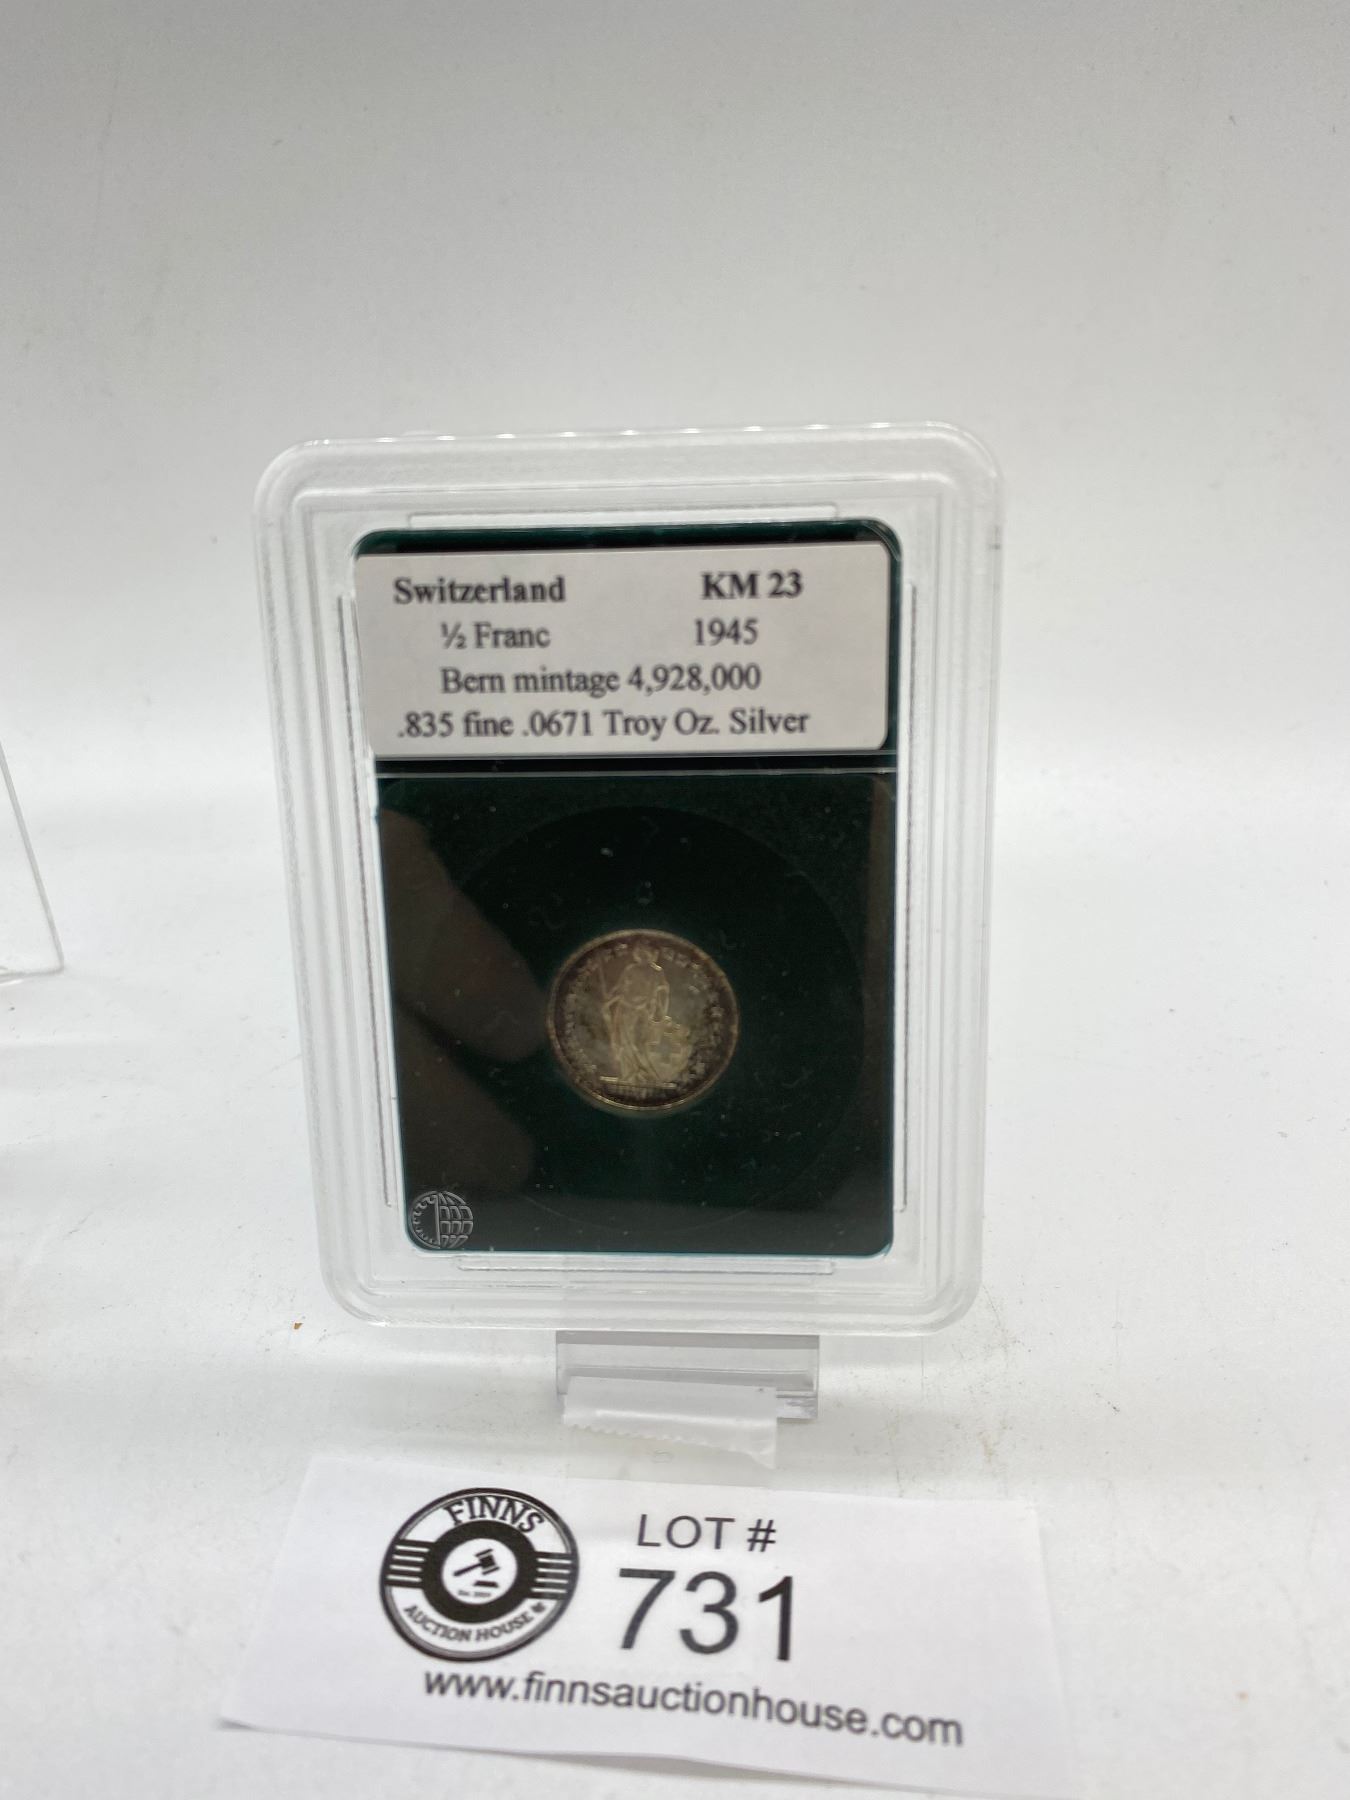 Switzerland KM 23
½ Franc 1945
Bern mintage 4,928,000
.835 fine .0671 Troy Oz. Silver
FINNS
AUCTION HOUSE &
LOT #
731
www.finnsauctionhouse.com